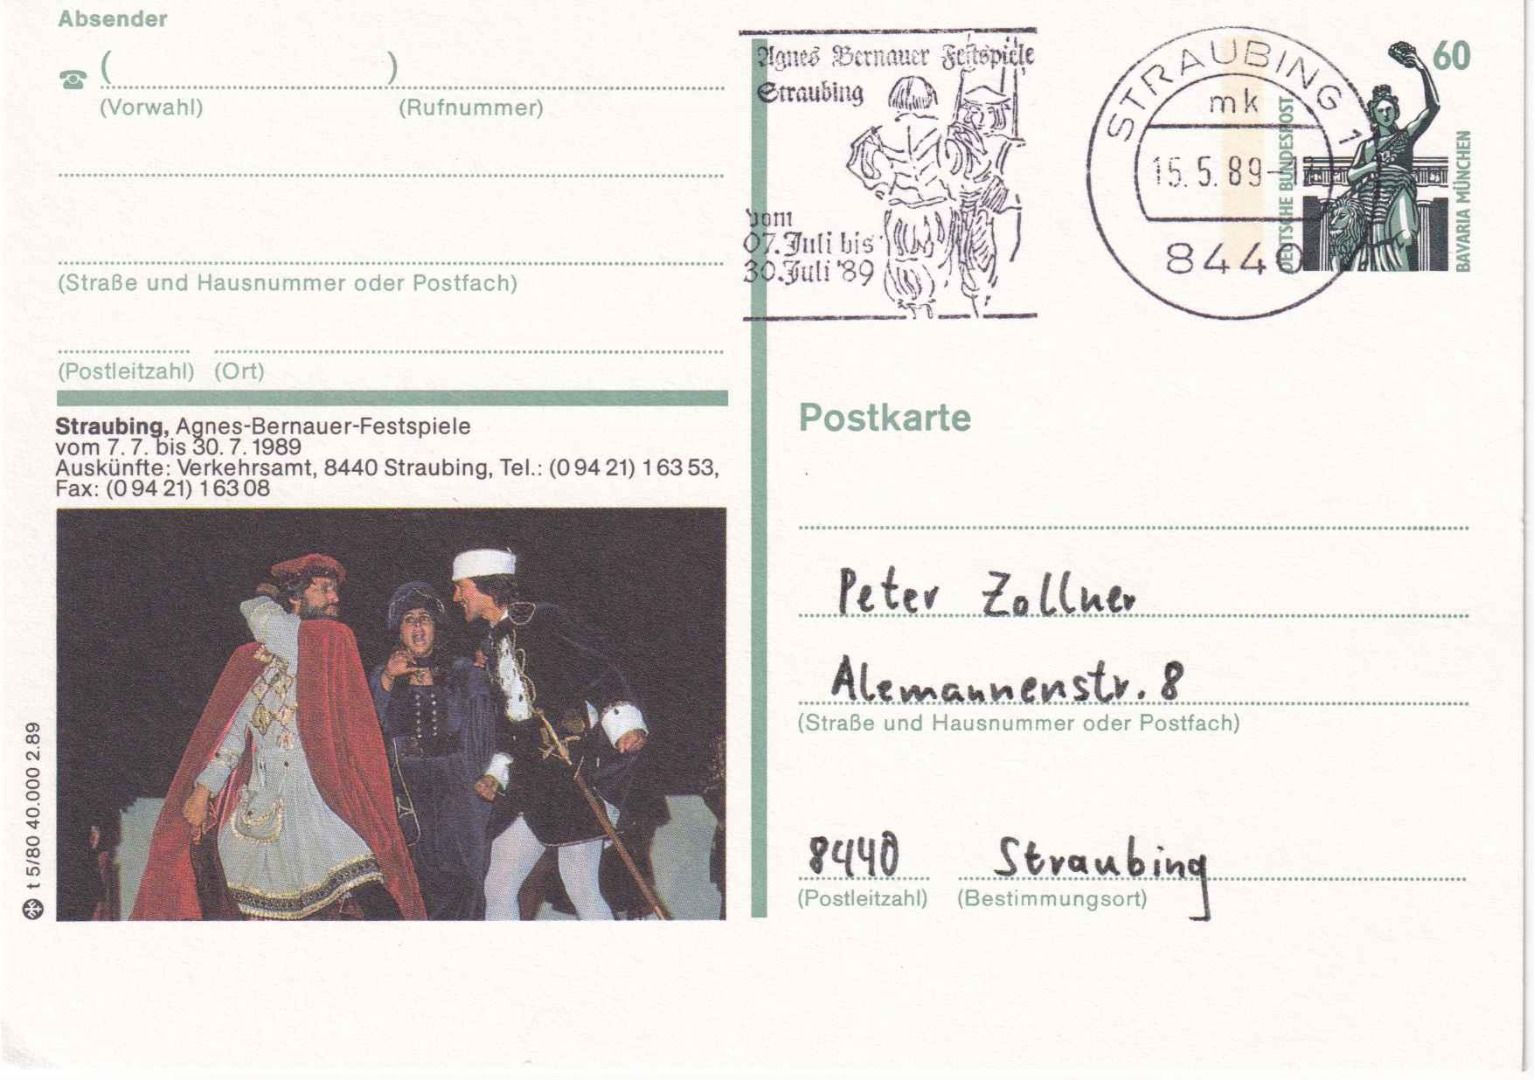 Absender
( )
(Vorwahl) (Rufnummer)
(Straße und Hausnummer oder Postfach)
(Postleitzahl) (Ort)
Straubing, Agnes-Bernauer-Festspiele
vom 7. 7. bis 30. 7. 1989
Auskünfte: Verkehrsamt, 8440 Straubing, Tel.: (0 94 21) 1 63 53,
Fax: (0 94 21) 1 63 08
t 5/80 40.000 2.89
Agnes Bernauer Festspiele
Straubing
vom
07. Juli bis
30. Juli '89
STRAUBING 1
mk
15.5.89
8440
60
DEUTSCHE BUNDESPOST
BAVARIA MÜNCHEN
Postkarte
Peter Zollner
Alemannenstr. 8
(Straße und Hausnummer oder Postfach)
8440 Straubing
(Postleitzahl) (Bestimmungsort)